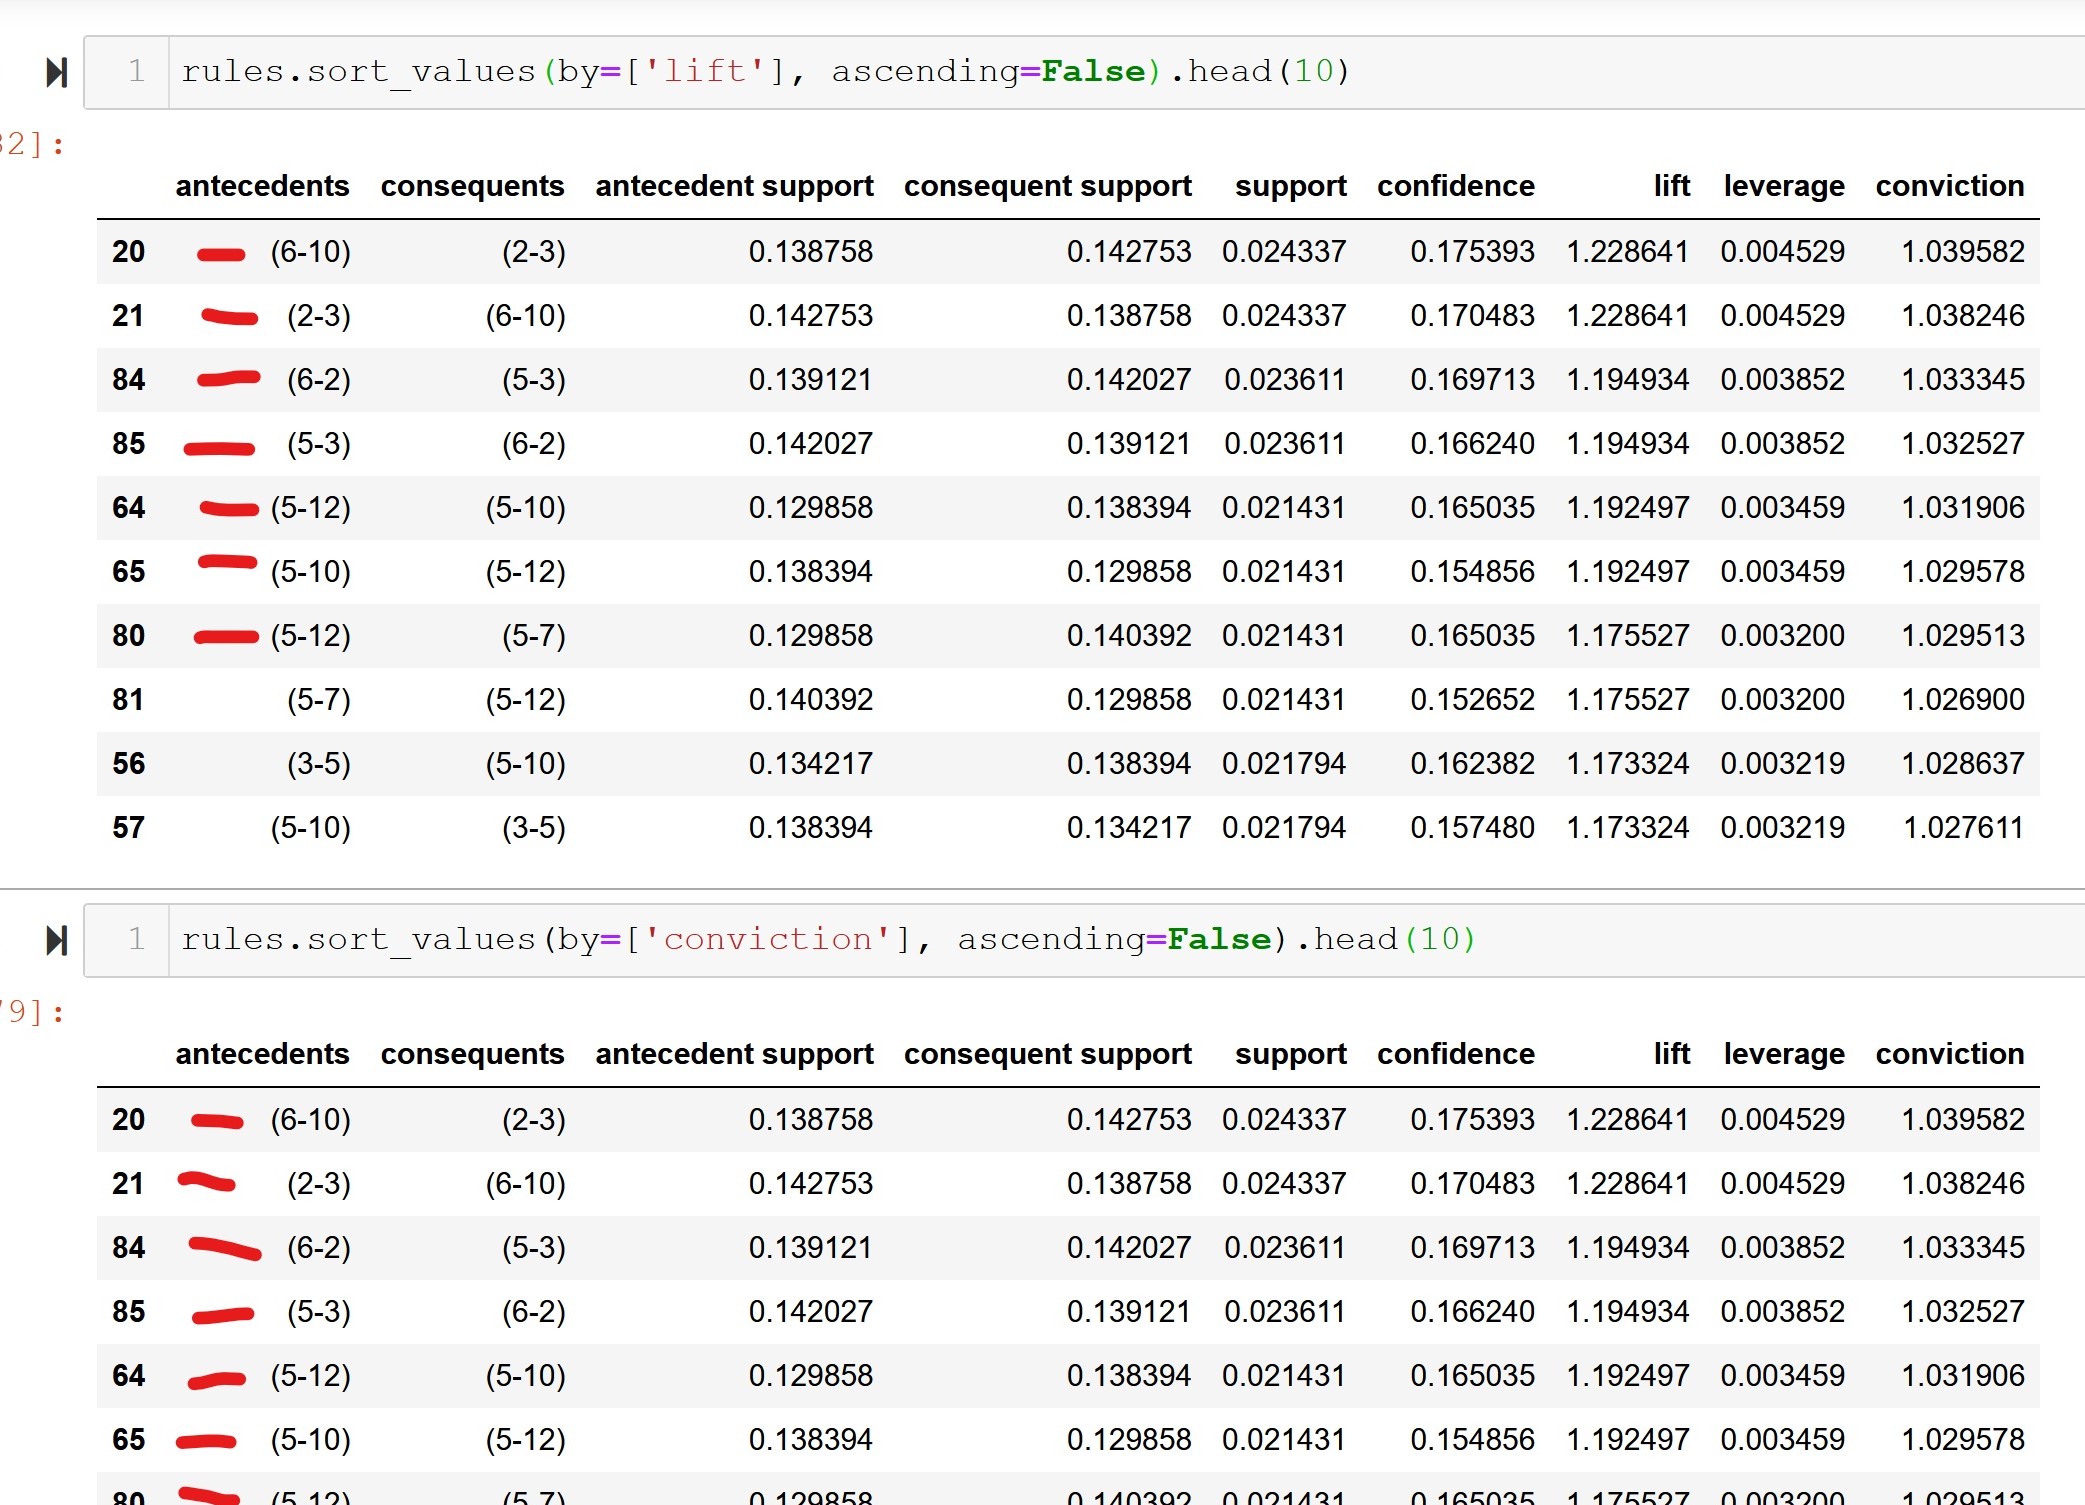 1 rules.sort_values(by=['lift'], ascending=False).head(10)
32]:
antecedents consequents antecedent support consequent support support confidence lift leverage conviction
20 (6-10) (2-3) 0.138758 0.142753 0.024337 0.175393 1.228641 0.004529 1.039582
21 (2-3) (6-10) 0.142753 0.138758 0.024337 0.170483 1.228641 0.004529 1.038246
84 (6-2) (5-3) 0.139121 0.142027 0.023611 0.169713 1.194934 0.003852 1.033345
85 (5-3) (6-2) 0.142027 0.139121 0.023611 0.166240 1.194934 0.003852 1.032527
64 (5-12) (5-10) 0.129858 0.138394 0.021431 0.165035 1.192497 0.003459 1.031906
65 (5-10) (5-12) 0.138394 0.129858 0.021431 0.154856 1.192497 0.003459 1.029578
80 (5-12) (5-7) 0.129858 0.140392 0.021431 0.165035 1.175527 0.003200 1.029513
81 (5-7) (5-12) 0.140392 0.129858 0.021431 0.152652 1.175527 0.003200 1.026900
56 (3-5) (5-10) 0.134217 0.138394 0.021794 0.162382 1.173324 0.003219 1.028637
57 (5-10) (3-5) 0.138394 0.134217 0.021794 0.157480 1.173324 0.003219 1.027611
1 rules.sort_values(by=['conviction'], ascending=False).head(10)
9]:
antecedents consequents antecedent support consequent support support confidence lift leverage conviction
20 (6-10) (2-3) 0.138758 0.142753 0.024337 0.175393 1.228641 0.004529 1.039582
21 (2-3) (6-10) 0.142753 0.138758 0.024337 0.170483 1.228641 0.004529 1.038246
84 (6-2) (5-3) 0.139121 0.142027 0.023611 0.169713 1.194934 0.003852 1.033345
85 (5-3) (6-2) 0.142027 0.139121 0.023611 0.166240 1.194934 0.003852 1.032527
64 (5-12) (5-10) 0.129858 0.138394 0.021431 0.165035 1.192497 0.003459 1.031906
65 (5-10) (5-12) 0.138394 0.129858 0.021431 0.154856 1.192497 0.003459 1.029578
80 (5-12) (5-7) 0.129858 0.140392 0.021431 0.165035 1.175527 0.003200 1.029513